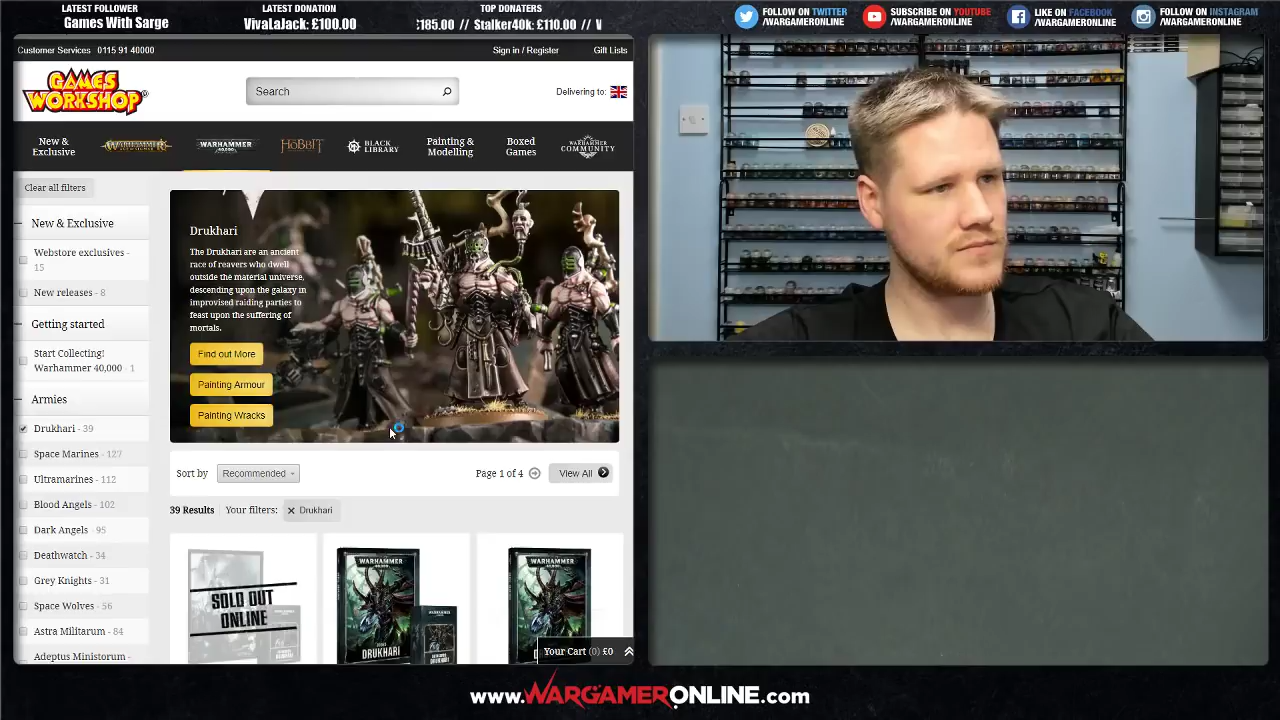 LATEST FOLLOWER
Games With Sarge
LATEST DONATION
VivaLaJack: £100.00
TOP DONATERS
£185.00 // Stalker40k: £110.00 // V
FOLLOW ON TWITTER
/WARGAMERONLINE
SUBSCRIBE ON YOUTUBE
/WARGAMERONLINE
LIKE ON FACEBOOK
/WARGAMERONLINE
FOLLOW ON INSTAGRAM
/WARGAMERONLINE
Customer Services 0115 91 40000
Sign in / Register
Gift Lists
GAMES WORKSHOP
Search
Delivering to:
New & Exclusive
WARHAMMER
WARHAMMER 40,000
THE HOBBIT
BLACK LIBRARY
Painting & Modelling
Boxed Games
WARHAMMER COMMUNITY
Clear all filters
New & Exclusive
Webstore exclusives - 15
New releases - 8
Getting started
Start Collecting!
Warhammer 40,000 - 1
Armies
Drukhari - 39
Space Marines - 127
Ultramarines - 112
Blood Angels - 102
Dark Angels - 95
Deathwatch - 34
Grey Knights - 31
Space Wolves - 56
Astra Militarum - 84
Adeptus Ministorum -
Drukhari
The Drukhari are an ancient
race of reavers who dwell
outside the material universe,
descending upon the galaxy in
improvised raiding parties to
feast upon the suffering of
mortals.
Find out More
Painting Armour
Painting Wracks
Sort by
Recommended
Page 1 of 4
View All
39 Results
Your filters:
Drukhari
SOLD OUT
ONLINE
WARHAMMER
DRUKHARI
WARHAMMER
Your Cart (0) £0
www.WARGAMERONLINE.com